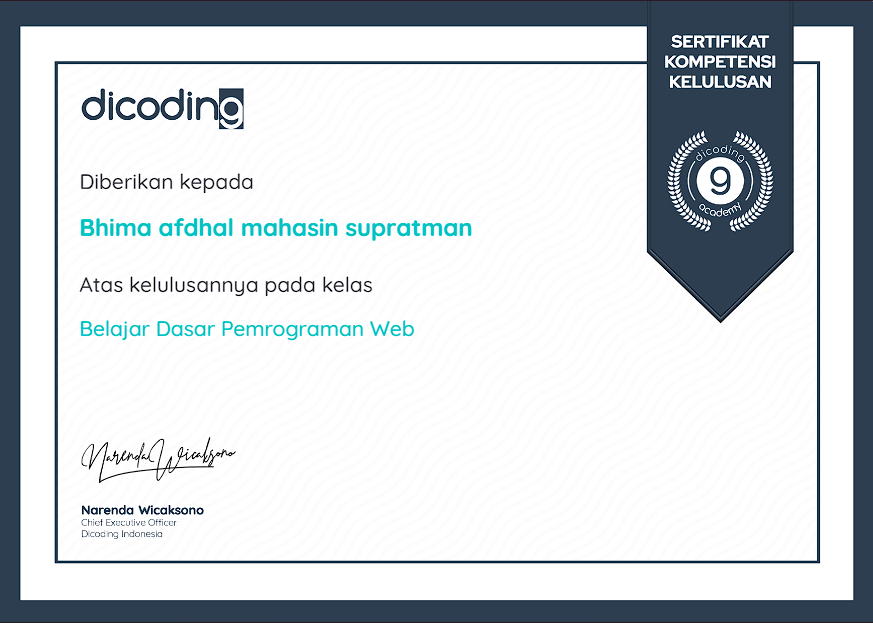 SERTIFIKAT
KOMPETENSI
KELULUSAN
dicoding
dicoding
9
academy
Diberikan kepada
Bhima afdhal mahasin supratman
Atas kelulusannya pada kelas
Belajar Dasar Pemrograman Web
Narenda Wicaksono
Narenda Wicaksono
Chief Executive Officer
Dicoding Indonesia